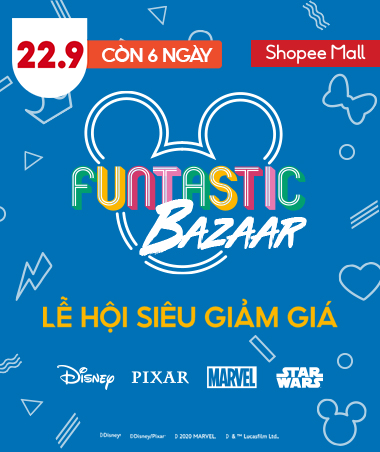 22.9
CÒN 6 NGÀY
Shopee Mall
FUNTASTIC
BAZAAR
LỄ HỘI SIÊU GIẢM GIÁ
Disney
PIXAR
MARVEL
STAR
WARS
©Disney ©Disney/Pixar © 2020 MARVEL. © & ™ Lucasfilm Ltd.